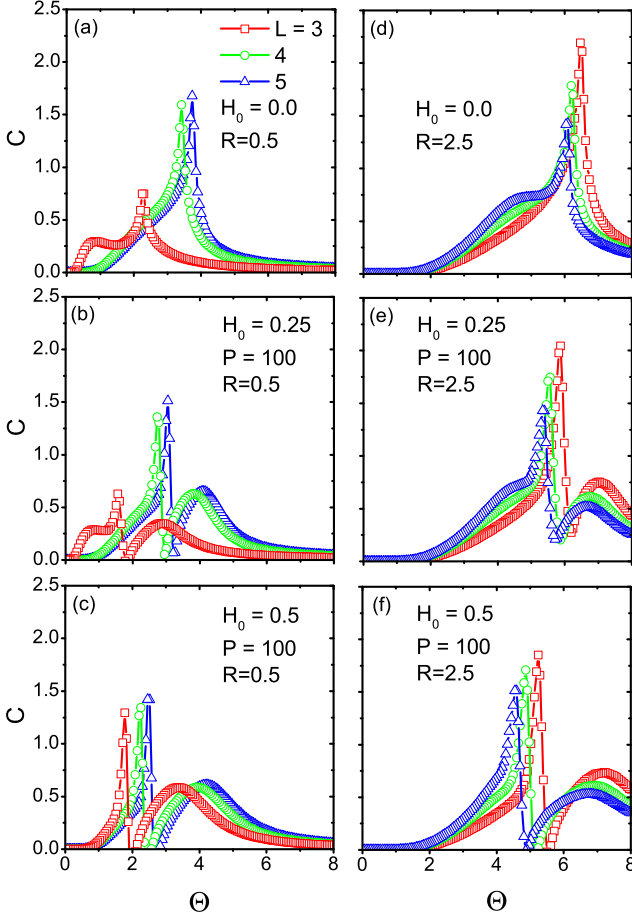 (a)
L = 3
4
5
H0 = 0.0
R=0.5
C
2.5
2.0
1.5
1.0
0.5
0.0
(d)
H0 = 0.0
R=2.5
(b)
H0 = 0.25
P = 100
R=0.5
C
2.5
2.0
1.5
1.0
0.5
0.0
(e)
H0 = 0.25
P = 100
R=2.5
(c)
H0 = 0.5
P = 100
R=0.5
C
2.5
2.0
1.5
1.0
0.5
0.0
0 2 4 6 8
Θ
(f)
H0 = 0.5
P = 100
R=2.5
0 2 4 6 8
Θ